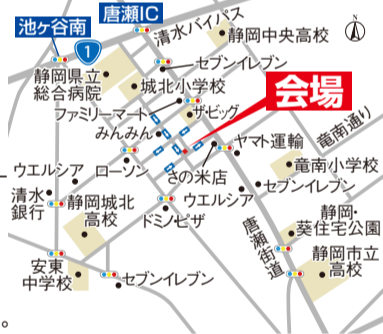 唐瀬IC
池ヶ谷南
清水バイパス
1
静岡中央高校
静岡県立
総合病院
セブンイレブン
城北小学校
ファミリーマート
ザ・ビッグ
会場
みんみん
ヤマト運輸
竜南通り
ウエルシア
ローソン
さの米店
竜南小学校
清水
銀行
静岡城北
高校
ドミノピザ
ウエルシア
セブンイレブン
静岡・
葵住宅公園
唐瀬街道
静岡市立
高校
安東
中学校
セブンイレブン
。